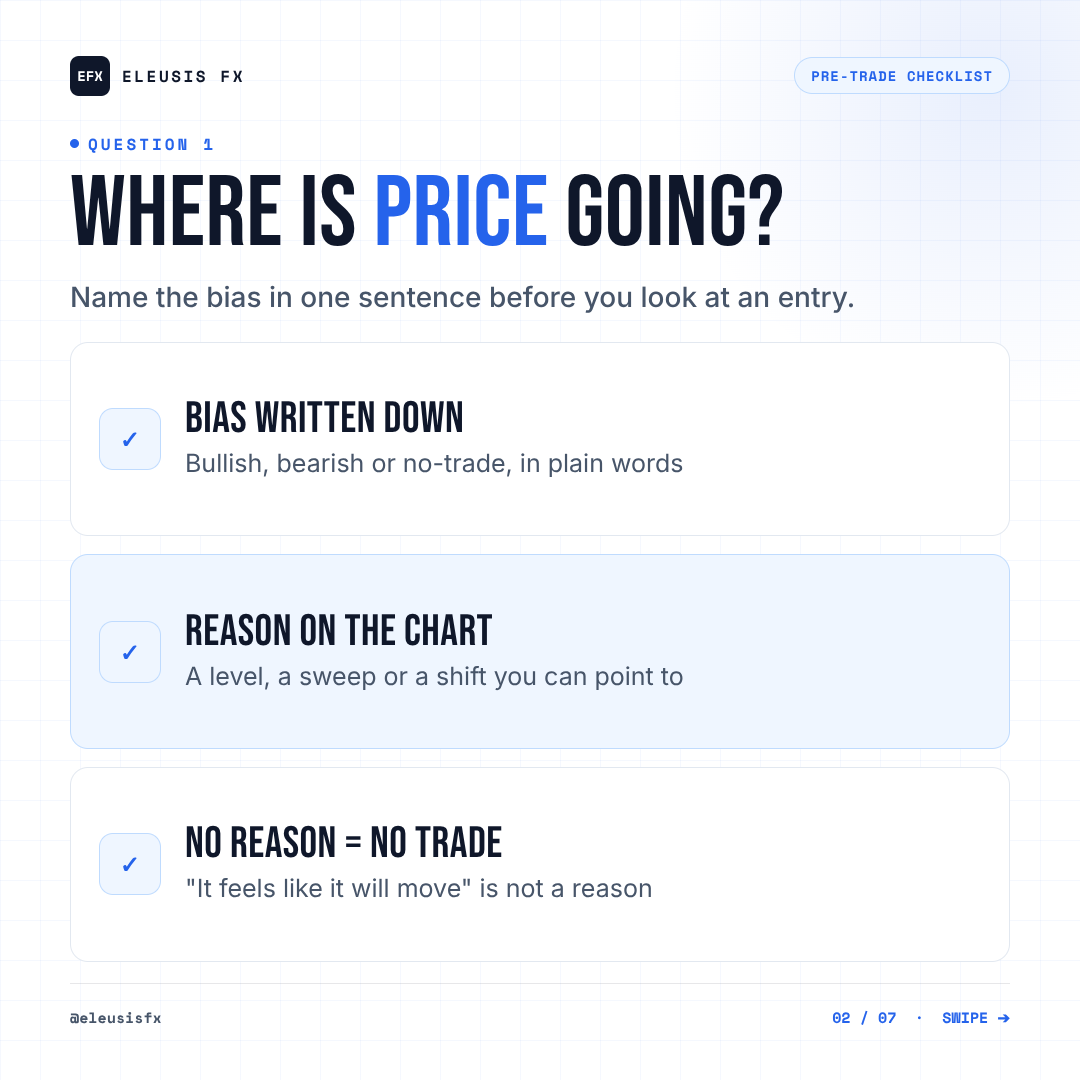 EFX ELEUSIS FX
PRE-TRADE CHECKLIST
QUESTION 1
WHERE IS PRICE GOING?
Name the bias in one sentence before you look at an entry.
✓
BIAS WRITTEN DOWN
Bullish, bearish or no-trade, in plain words
✓
REASON ON THE CHART
A level, a sweep or a shift you can point to
✓
NO REASON = NO TRADE
"It feels like it will move" is not a reason
@eleusisfx
02 / 07 · SWIPE ➔